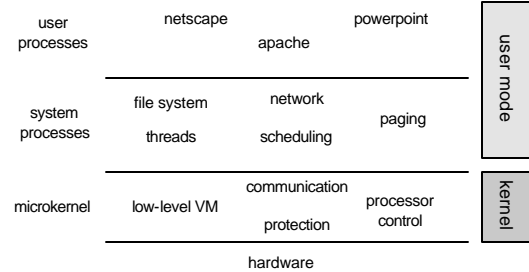 user
processes
netscape
powerpoint
apache
user mode
system
processes
file system
network
paging
threads
scheduling
microkernel
low-level VM
communication
processor
control
protection
kernel
hardware